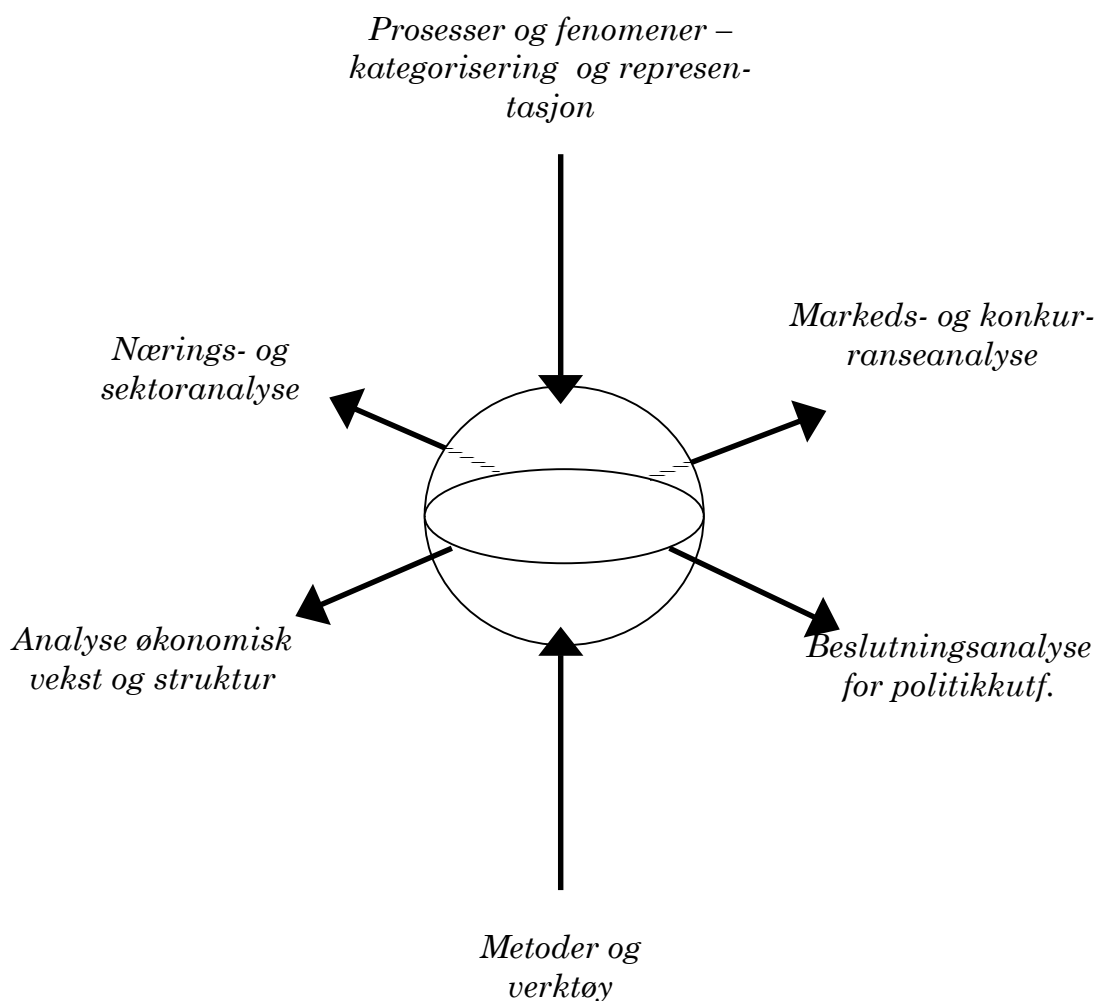 Prosesser og fenomener –
kategorisering og represen-
tasjon
Markeds- og konkur-
ranseanalyse
Nærings- og
sektoranalyse
Analyse økonomisk
vekst og struktur
Beslutningsanalyse
for politikkutf.
Metoder og
verktøy